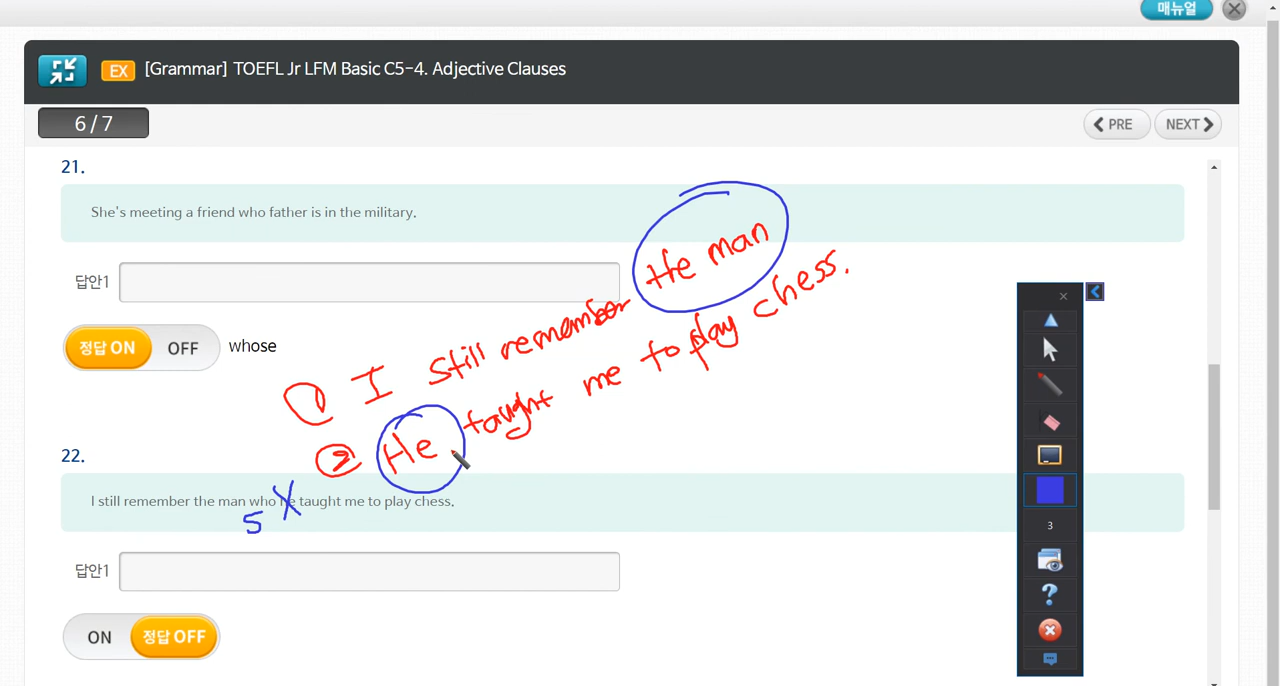 매뉴얼
EX [Grammar] TOEFL Jr LFM Basic C5-4. Adjective Clauses
6 / 7
PRE NEXT
21.
She's meeting a friend who father is in the military.
He man
답안1
I still remember
정답 ON OFF whose
1
2 He taught me to play chess.
22.
I still remember the man who he taught me to play chess.
S
답안1
ON 정답 OFF
3
?